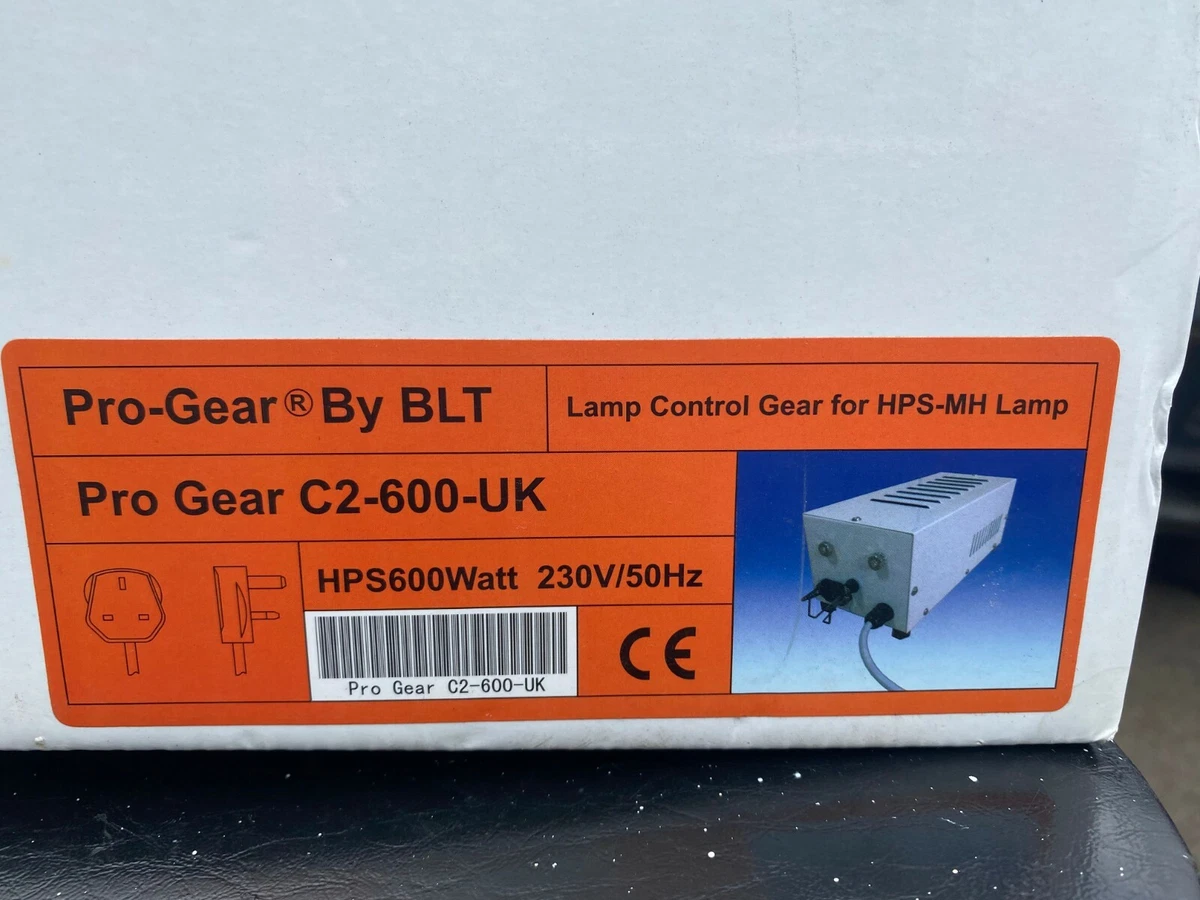 Pro-Gear® By BLT
Lamp Control Gear for HPS-MH Lamp
Pro Gear C2-600-UK
HPS600Watt 230V/50Hz
CE
Pro Gear C2-600-UK